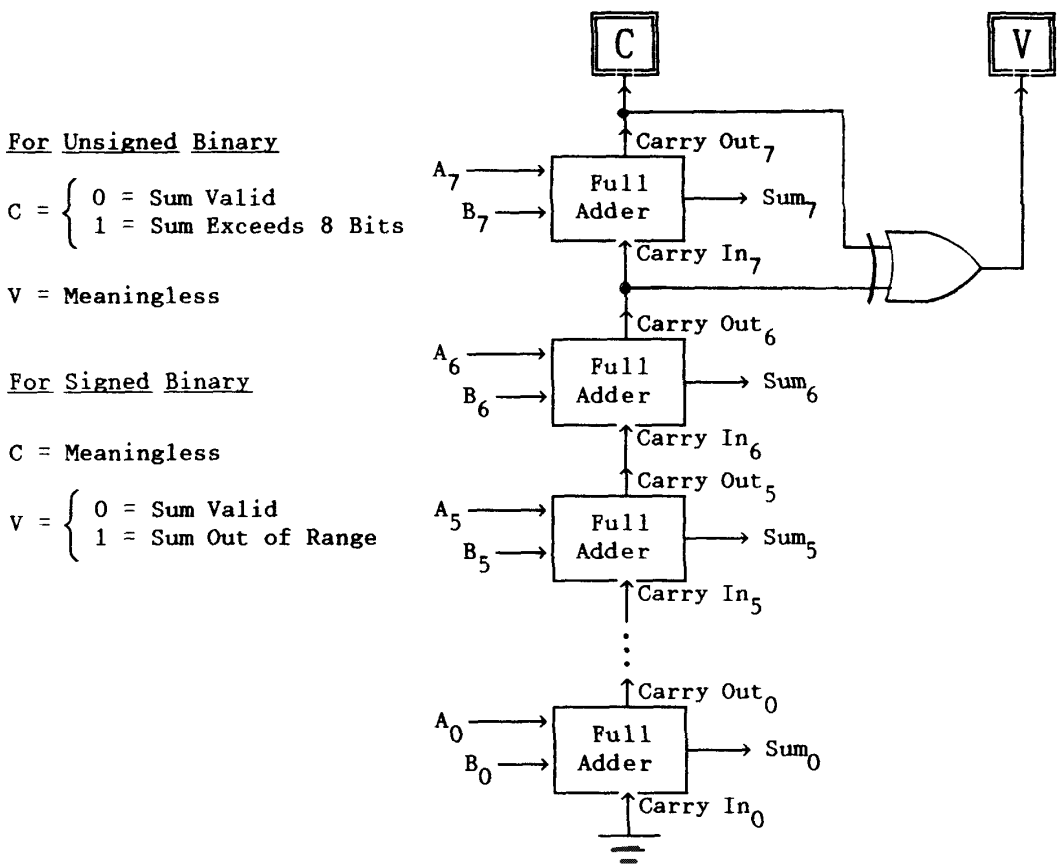 C
V
For Unsigned Binary
C = { 0 = Sum Valid
1 = Sum Exceeds 8 Bits
V = Meaningless
For Signed Binary
C = Meaningless
V = { 0 = Sum Valid
1 = Sum Out of Range
Carry Out7
A7
B7
Full
Adder
Sum7
Carry In7
Carry Out6
A6
B6
Full
Adder
Sum6
Carry In6
Carry Out5
A5
B5
Full
Adder
Sum5
Carry In5
Carry Out0
A0
B0
Full
Adder
Sum0
Carry In0